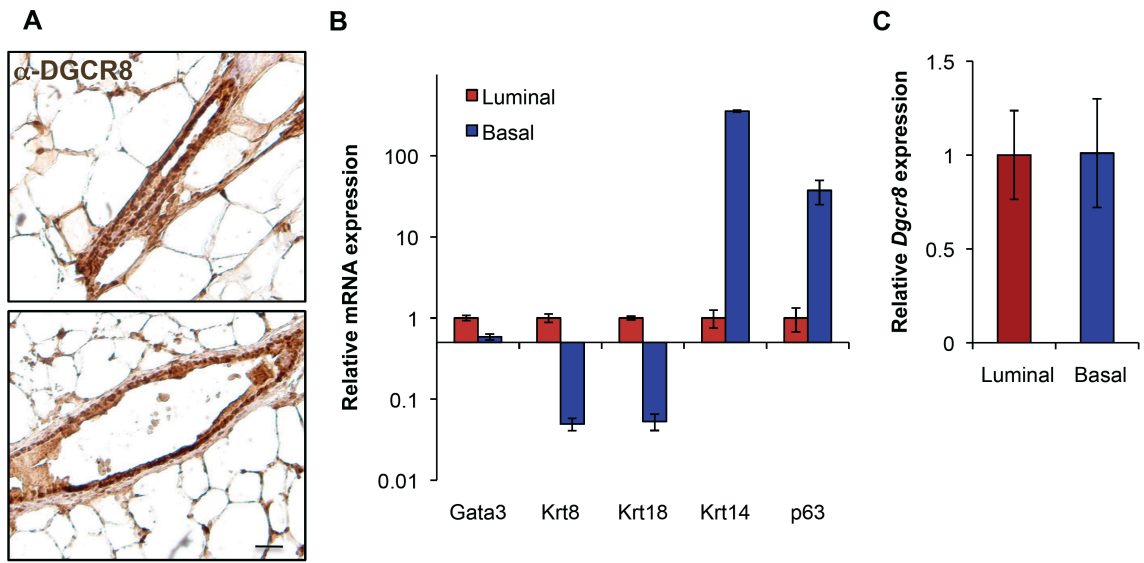 A
α-DGCR8
B
Relative mRNA expression
Luminal
Basal
100
10
1
0.1
0.01
Gata3 Krt8 Krt18 Krt14 p63
C
Relative Dgcr8 expression
1.5
1
0.5
0
Luminal Basal